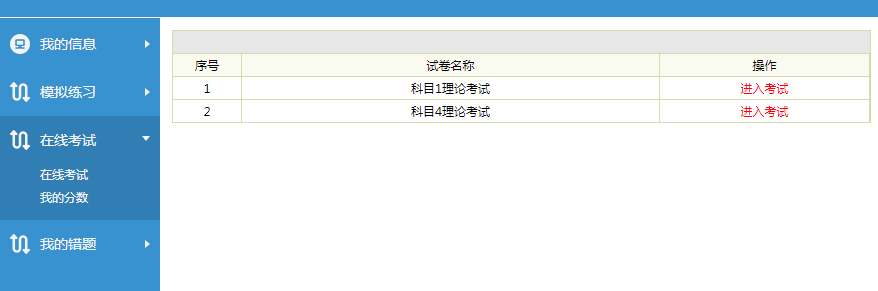 我的信息
模拟练习
在线考试
在线考试
我的分数
我的错题
序号 试卷名称 操作
1 科目1理论考试 进入考试
2 科目4理论考试 进入考试